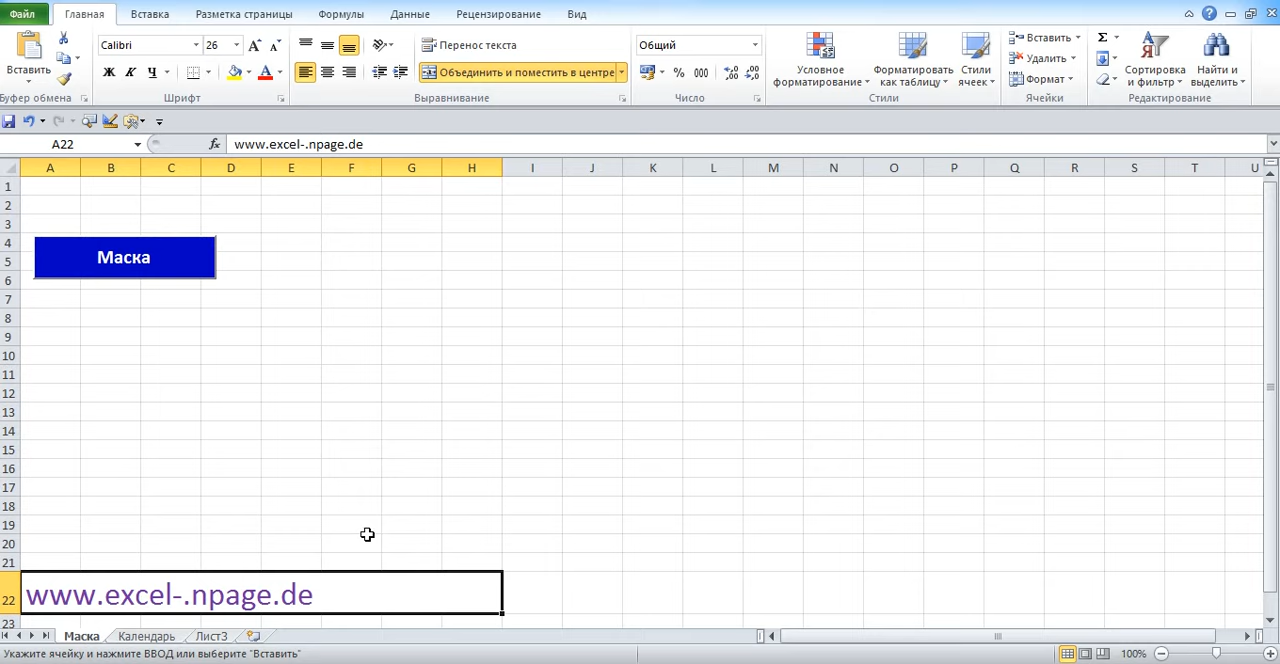 Файл Главная Вставка Разметка страницы Формулы Данные Рецензирование Вид
Calibri Перенос текста Общий Вставить
Ж К Ч Объединить и поместить в центре % 000 Удалить
Условное форматирование Форматировать как таблицу Стили ячеек Формат Сортировка и фильтр Найти и выделить
Буфер обмена Шрифт Выравнивание Число Стили Ячейки Редактирование
A22 fx www.excel-.npage.de
A B C D E F G H I J K L M N O P Q R S T U
1
2
3
4
Маска
5
6
7
8
9
10
11
12
13
14
15
16
17
18
19
20
21
22 www.excel-.npage.de
23
Маска Календарь Лист3
Укажите ячейку и нажмите ВВОД или выберите "Вставить" 100%